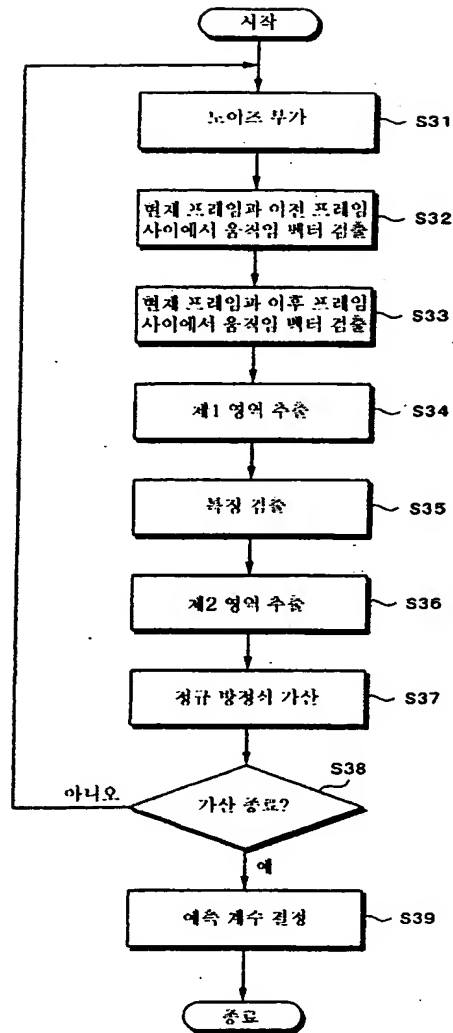 시작
노이즈 부가
S31
현재 프레임과 이전 프레임
사이에서 움직임 벡터 검출
S32
현재 프레임과 이후 프레임
사이에서 움직임 벡터 검출
S33
제1 영역 추출
S34
특징 검출
S35
제2 영역 추출
S36
정규 방정식 가산
S37
S38
가산 종료?
아니오
예
예측 계수 결정
S39
종료